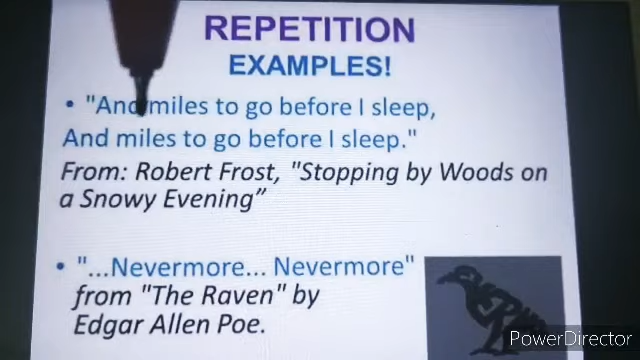 REPETITION
EXAMPLES!
• "And miles to go before I sleep,
And miles to go before I sleep."
From: Robert Frost, "Stopping by Woods on
a Snowy Evening”
• "...Nevermore... Nevermore"
from "The Raven" by
Edgar Allen Poe.
PowerDirector